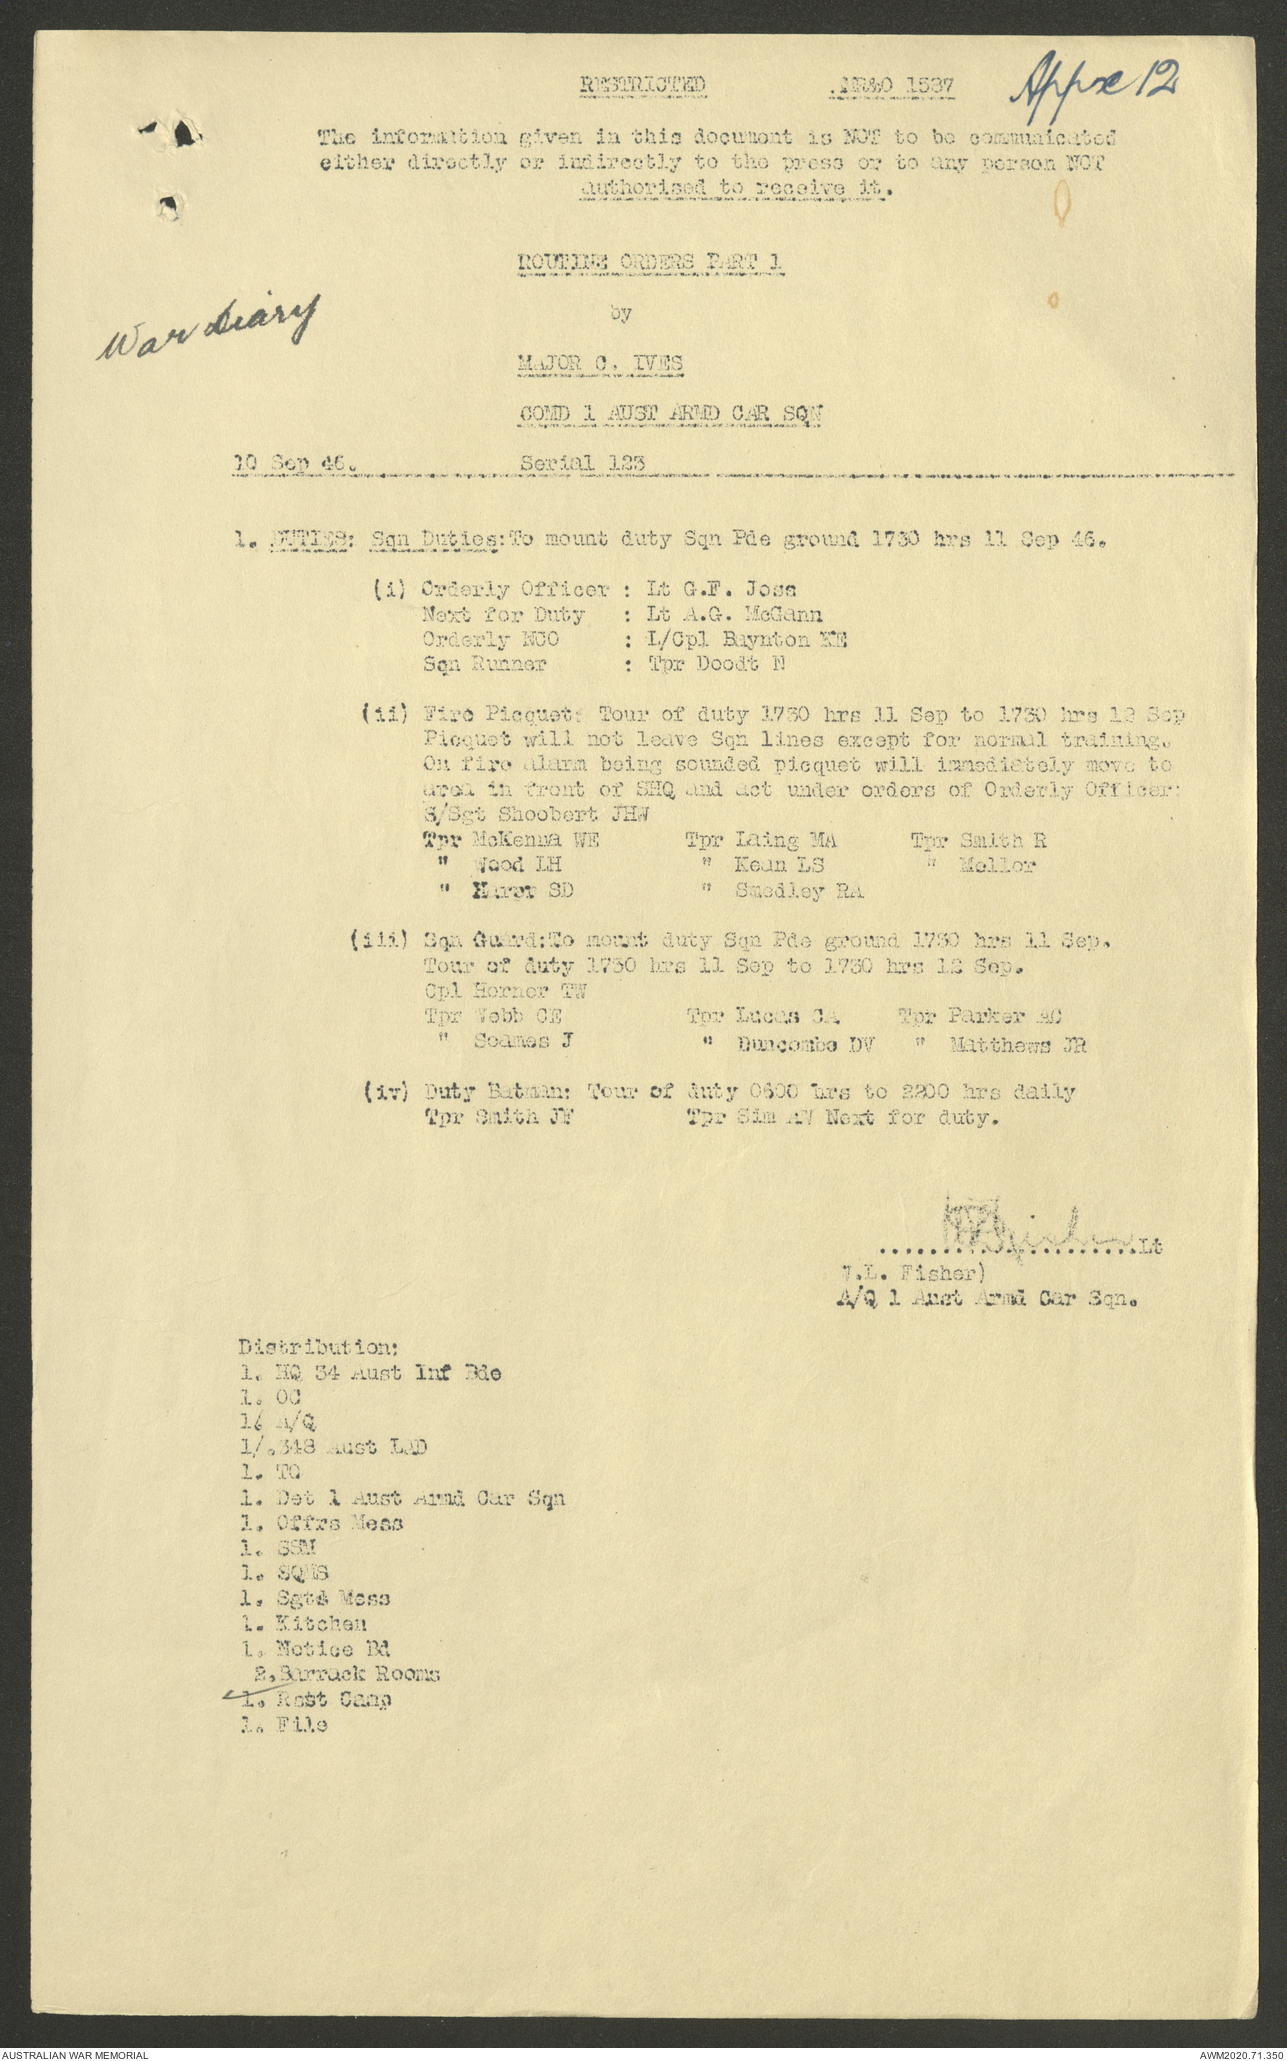 RESTRICTED AR&O 1587 Appx 12
The information given in this document is NOT to be communicated
either directly or indirectly to the press or to any person NOT
authorised to receive it.
ROUTINE ORDERS PART 1
by
War Diary
MAJOR C. IVES
COMD 1 AUST ARMD CAR SQN
10 Sep 46. Serial 123
1. DUTIES: Sqn Duties:To mount duty Sqn Pde ground 1730 hrs 11 Sep 46.
(i) Orderly Officer : Lt G.F. Joss
Next for Duty : Lt A.G. McGann
Orderly NCO : L/Cpl Baynton KE
Sqn Runner : Tpr Doodt N
(ii) Fire Picquet: Tour of duty 1730 hrs 11 Sep to 1730 hrs 12 Sep
Picquet will not leave Sqn lines except for normal training.
On fire alarm being sounded picquet will immediately move to
area in front of SHQ and act under orders of Orderly Officer:
S/Sgt Shoobert JHW
Tpr McKenna WE Tpr Laing MA Tpr Smith R
" Wood LH " Kean LS " Mellor
" Harpr SD " Smedley RA
(iii) Sqn Guard:To mount duty Sqn Pde ground 1730 hrs 11 Sep.
Tour of duty 1730 hrs 11 Sep to 1730 hrs 12 Sep.
Cpl Horner TW
Tpr Webb CE Tpr Lucas CA Tpr Parker AC
" Soames J " Duncombe DV " Matthews JR
(iv) Duty Batman: Tour of duty 0600 hrs to 2200 hrs daily
Tpr Smith JF Tpr Sim AW Next for duty.
.....................Lt
.L. Fisher)
A/Q 1 Aust Armd Car Sqn.
Distribution:
1. HQ 34 Aust Inf Bde
1. OC
1. A/Q
1/.348 Aust LAD
1. TO
1. Det 1 Aust Armd Car Sqn
1. Offrs Mess
1. SSM
1. SQMS
1. Sgts Mess
1. Kitchen
1. Notice Bd
2.Barrack Rooms
1. Rest Camp
1. File
AUSTRALIAN WAR MEMORIAL AWM2020.71.350